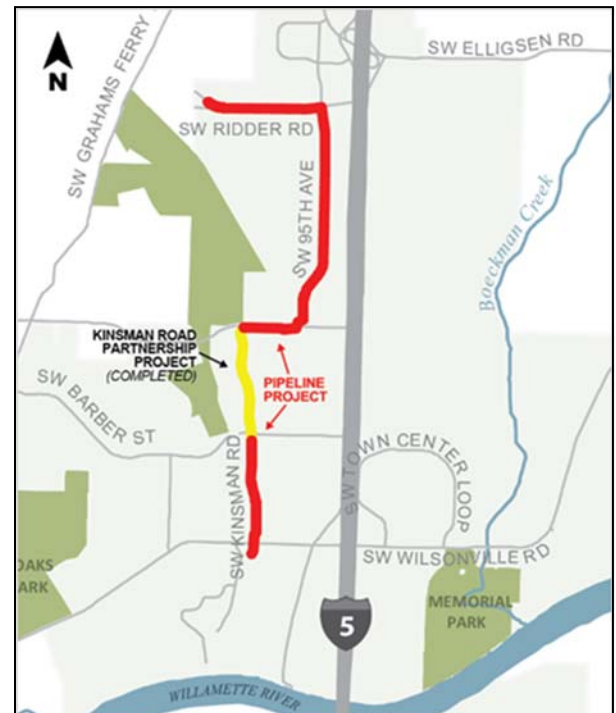 SW ELLIGSEN RD
N
SW GRAHAMS FERRY
SW RIDDER RD
SW 95TH AVE
Boeckman Creek
KINSMAN ROAD
PARTNERSHIP
PROJECT
(COMPLETED)
PIPELINE
PROJECT
SW BARBER ST
SW KINSMAN RD
SW TOWN CENTER
LOOP
SW WILSONVILLE RD
OAKS
ARK
MEMORIAL
PARK
5
WILLAMETTE RIVER